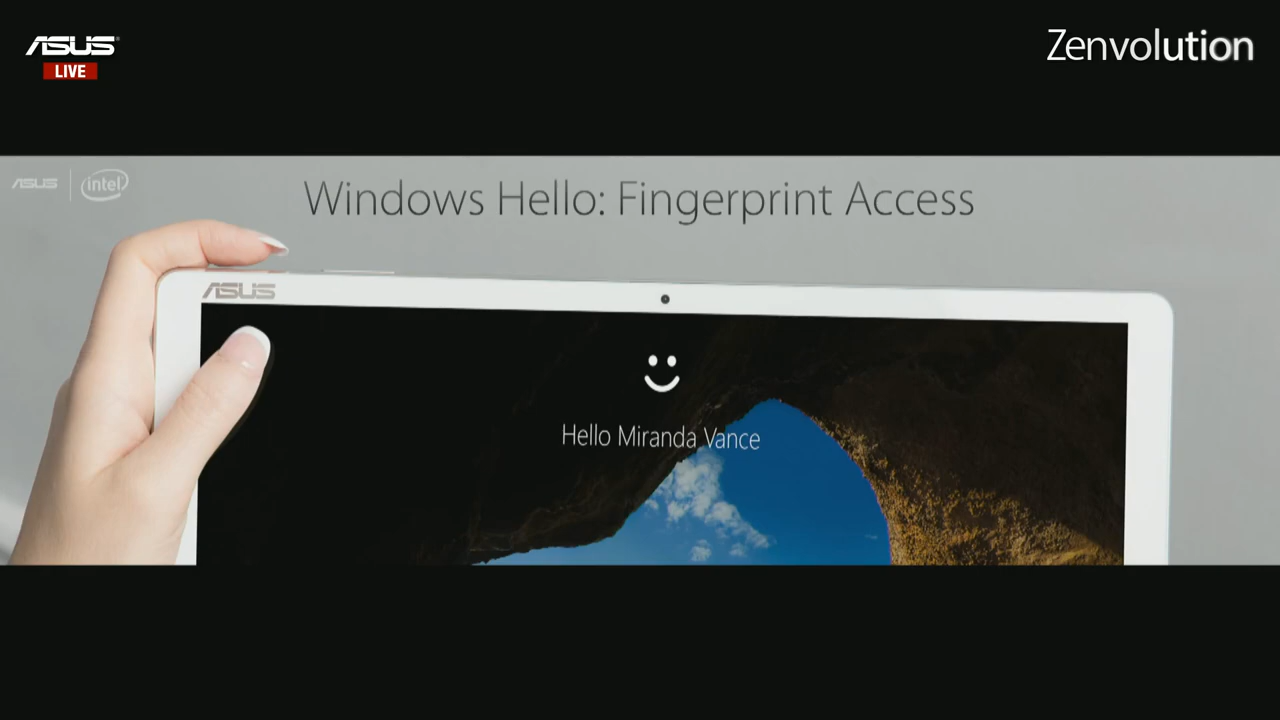 ASUS
LIVE
Zenvolution
ASUS
intel
Windows Hello: Fingerprint Access
ASUS
Hello Miranda Vance